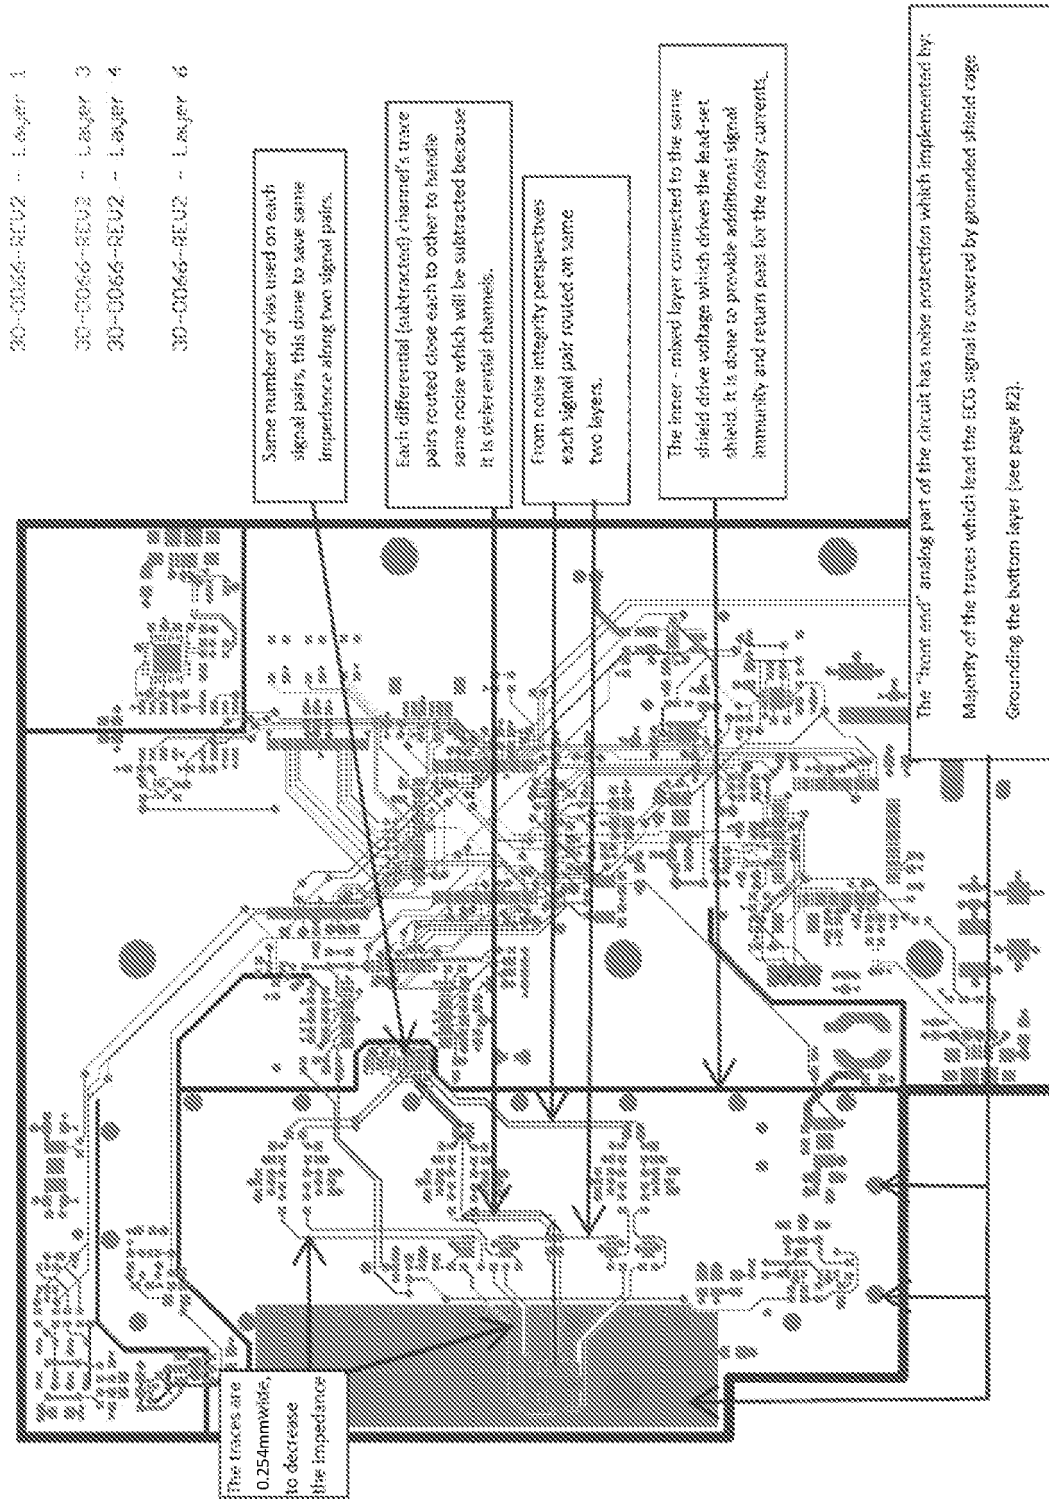 30-0066-REV2 - Layer 1
30-0066-REV2 - Layer 3
30-0066-REV2 - Layer 4
30-0066-REV2 - Layer 6
Same number of vias used on each
signal pairs, this done to save same
impedance along two signal pairs.
Each differential (subtracted) channel's trace
pairs routed close each to other to handle
same noise which will be subtracted because
it is deferential channels.
From noise integrity perspectives
each signal pair routed on same
two layers.
The inner - mixed layer connected to the same
shield drive voltage which drives the lead-set
shield. It is done to provide additional signal
immunity and return pass for the noisy currents.
The "front end" analog part of the circuit has noise protection which implemented by:
Majority of the traces which lead the ECG signal is covered by grounded shield cage
Grounding the bottom layer (see page #2).
The traces are
0.254mmwide,
to decrease
the impedance